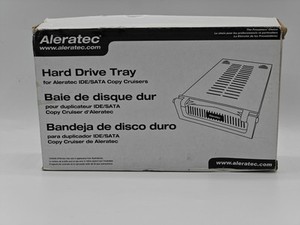 Aleratec
www.aleratec.com
Hard Drive Tray
for Aleratec IDE/SATA Copy Cruisers
Baie de disque dur
pour duplicateur IDE/SATA
Copy Cruiser d'Aleratec
Bandeja de disco duro
para duplicador IDE/SATA
Copy Cruiser de Aleratec
www.aleratec.com